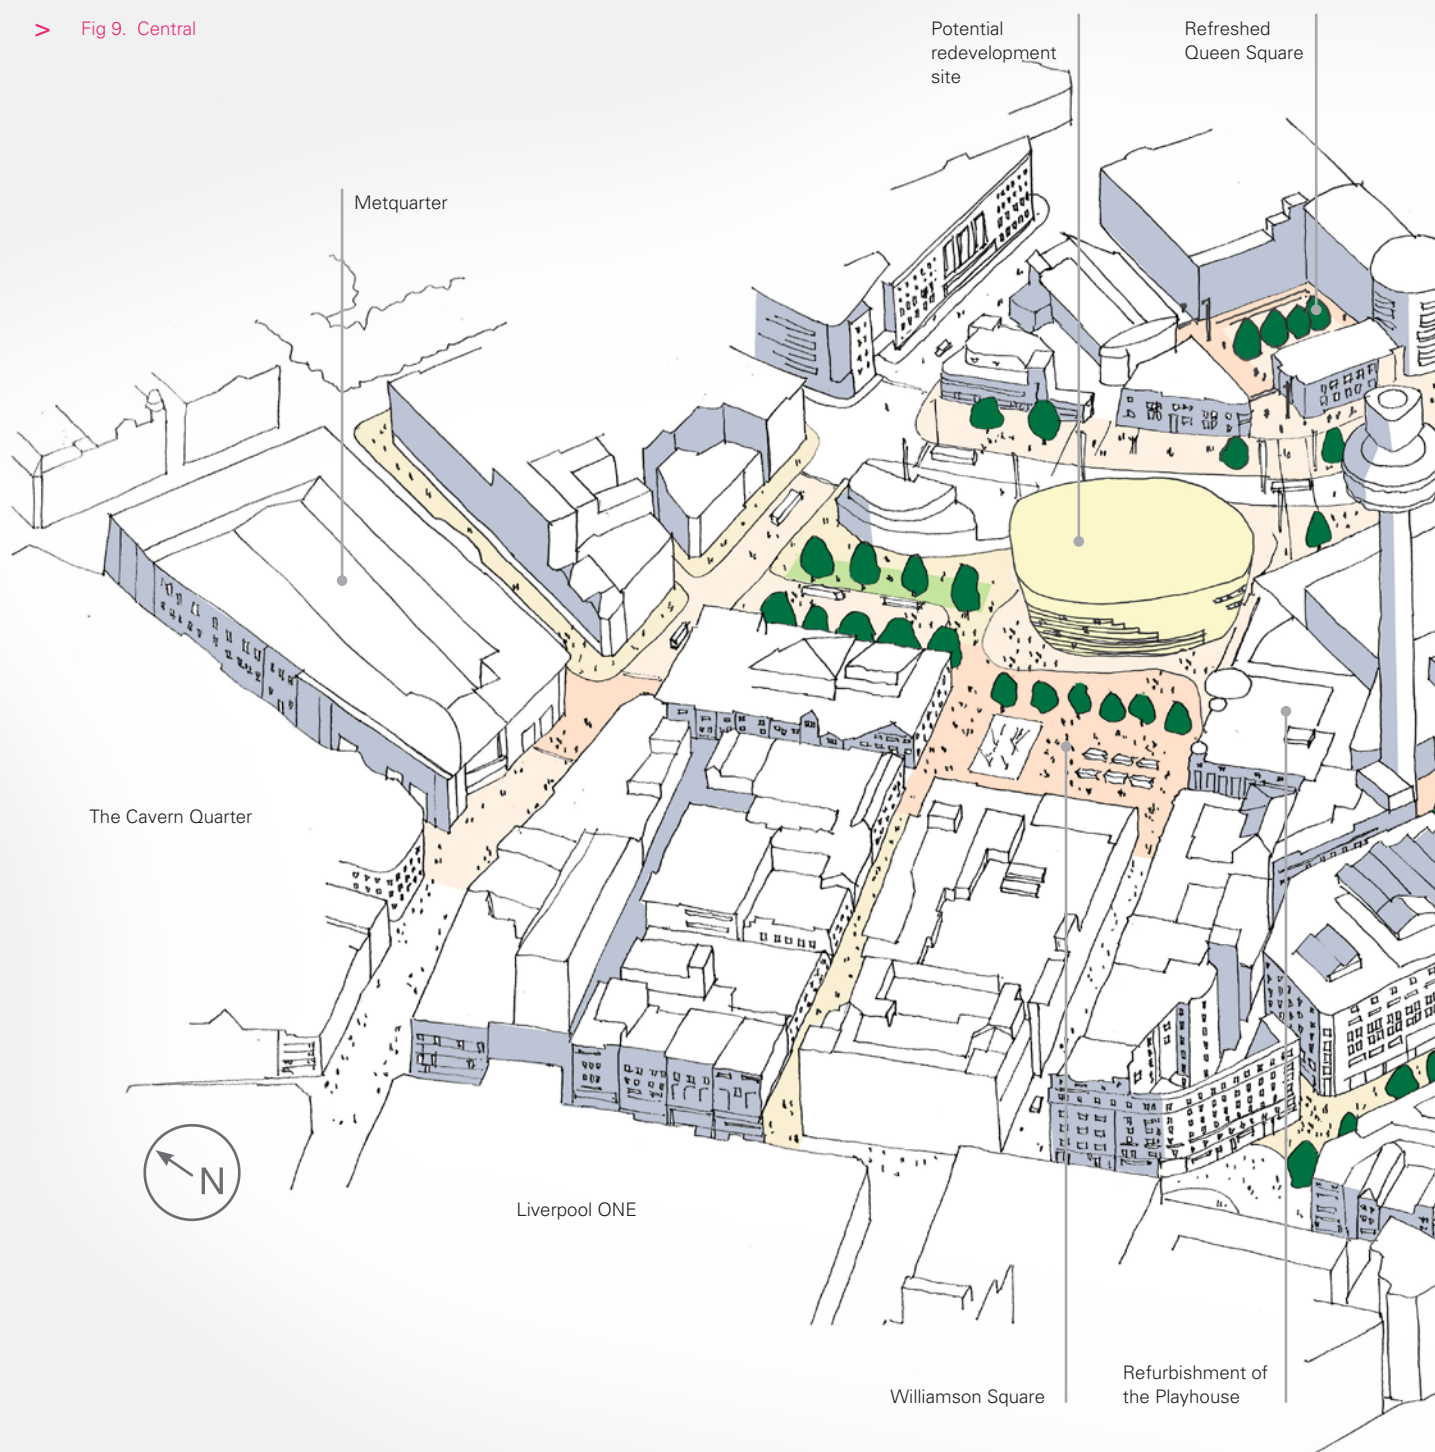 > Fig 9. Central
Potential
redevelopment
site
Refreshed
Queen Square
Metquarter
The Cavern Quarter
N
Liverpool ONE
Williamson Square
Refurbishment of
the Playhouse